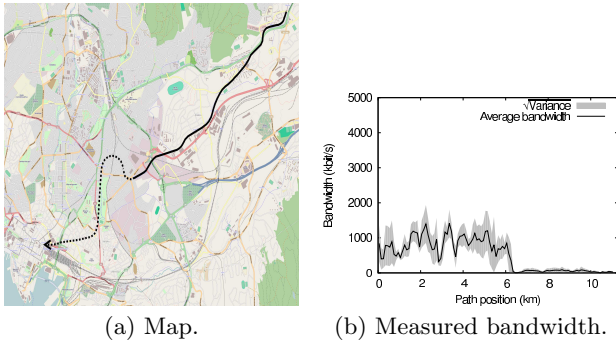 (a) Map.
√Variance
Average bandwidth
Bandwidth (kbit/s)
5000
4000
3000
2000
1000
0
0 2 4 6 8 10
Path position (km)
(b) Measured bandwidth.